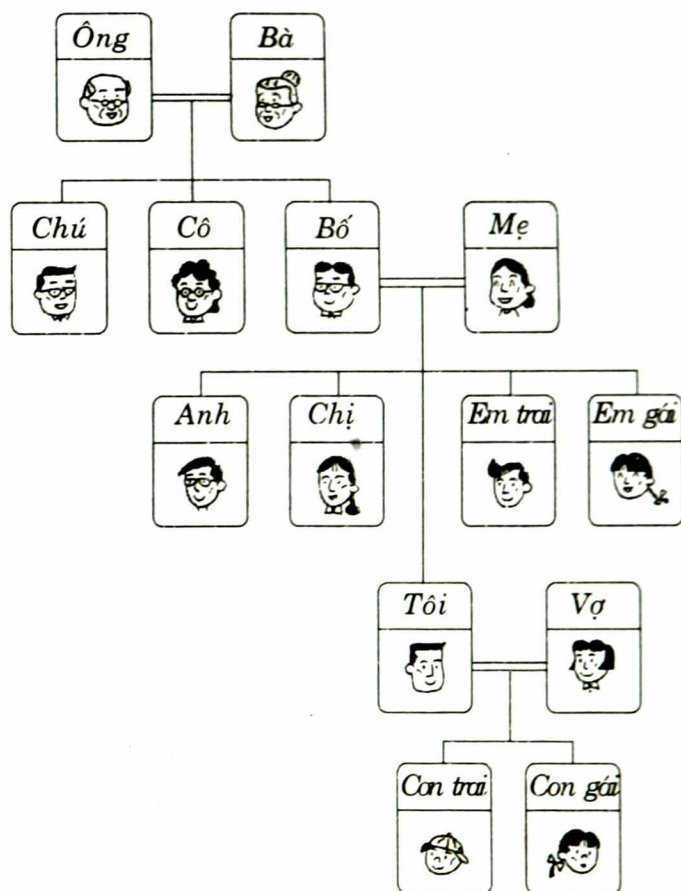 Ông Bà
Chú Cô Bố Mẹ
Anh Chị Em trai Em gái
Tôi Vợ
Con trai Con gái